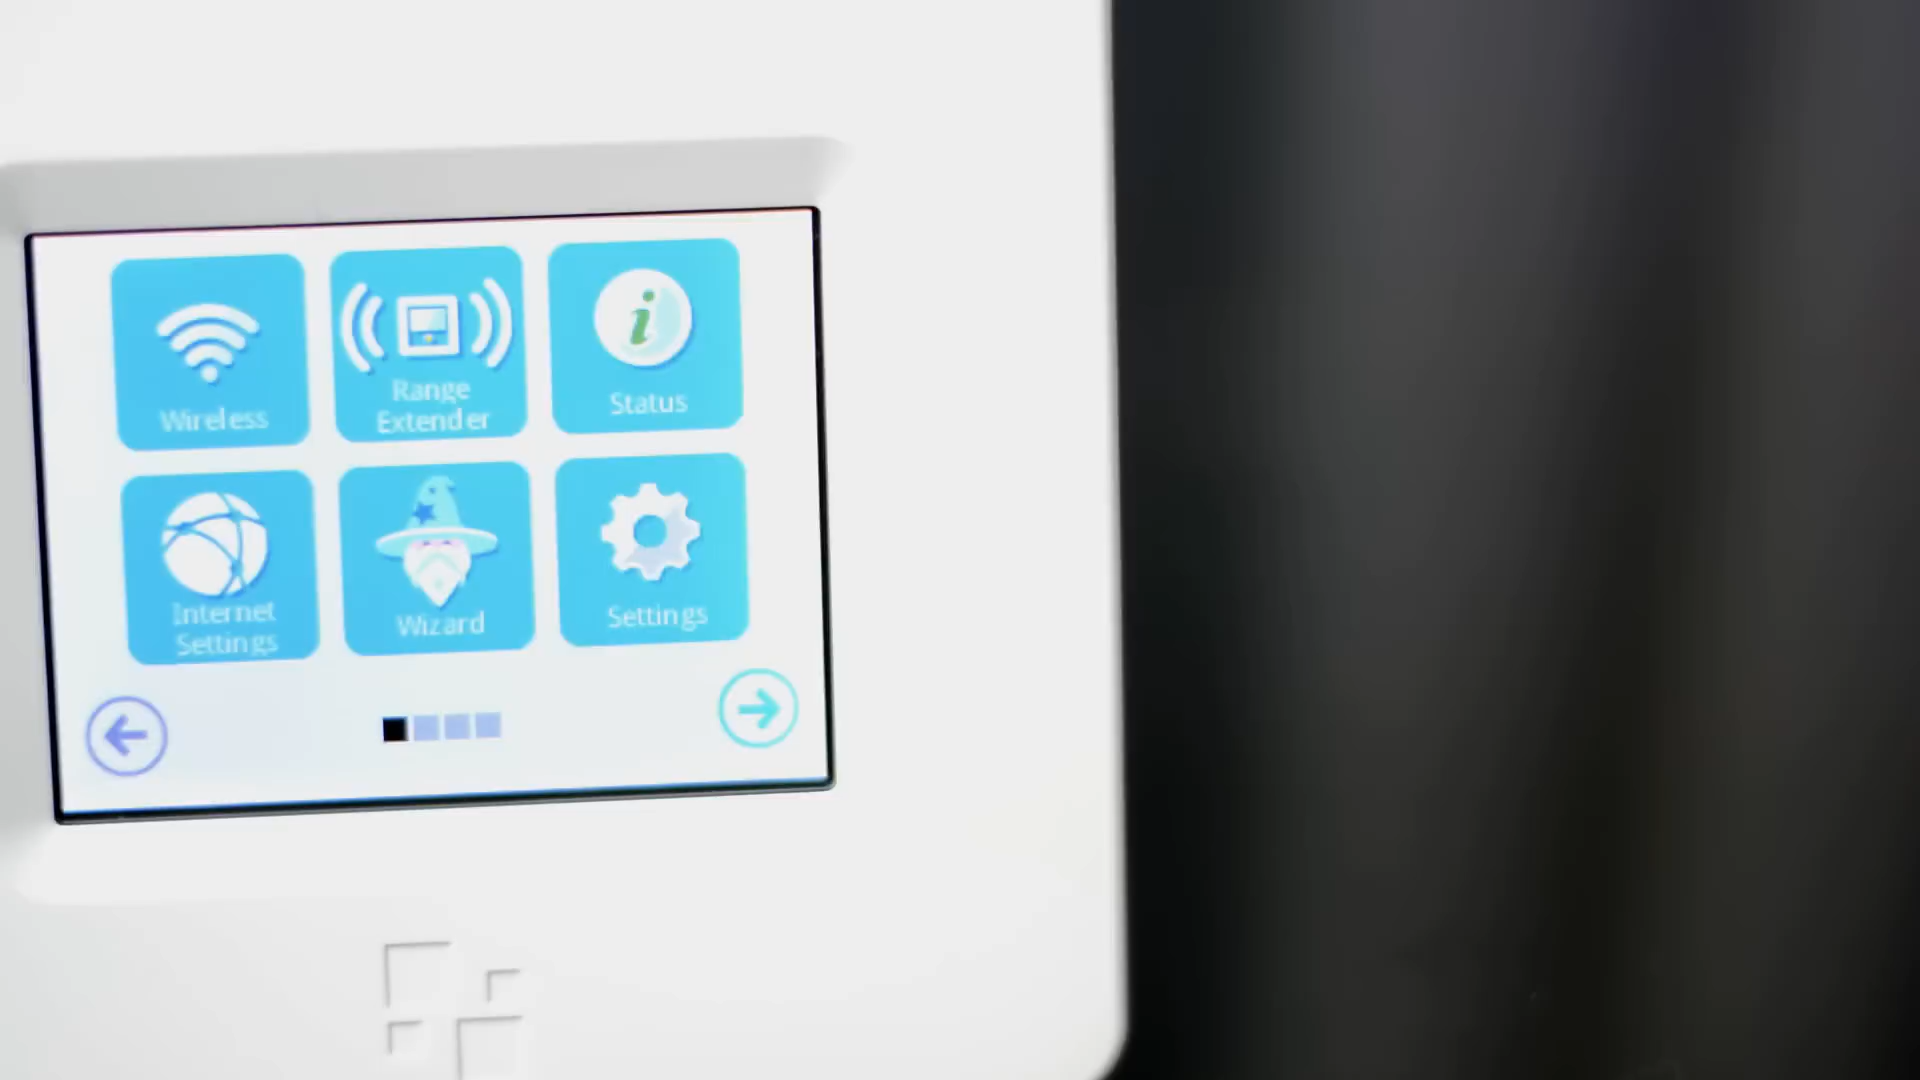 Wireless
Range
Extender
Status
Internet
Settings
Wizard
Settings